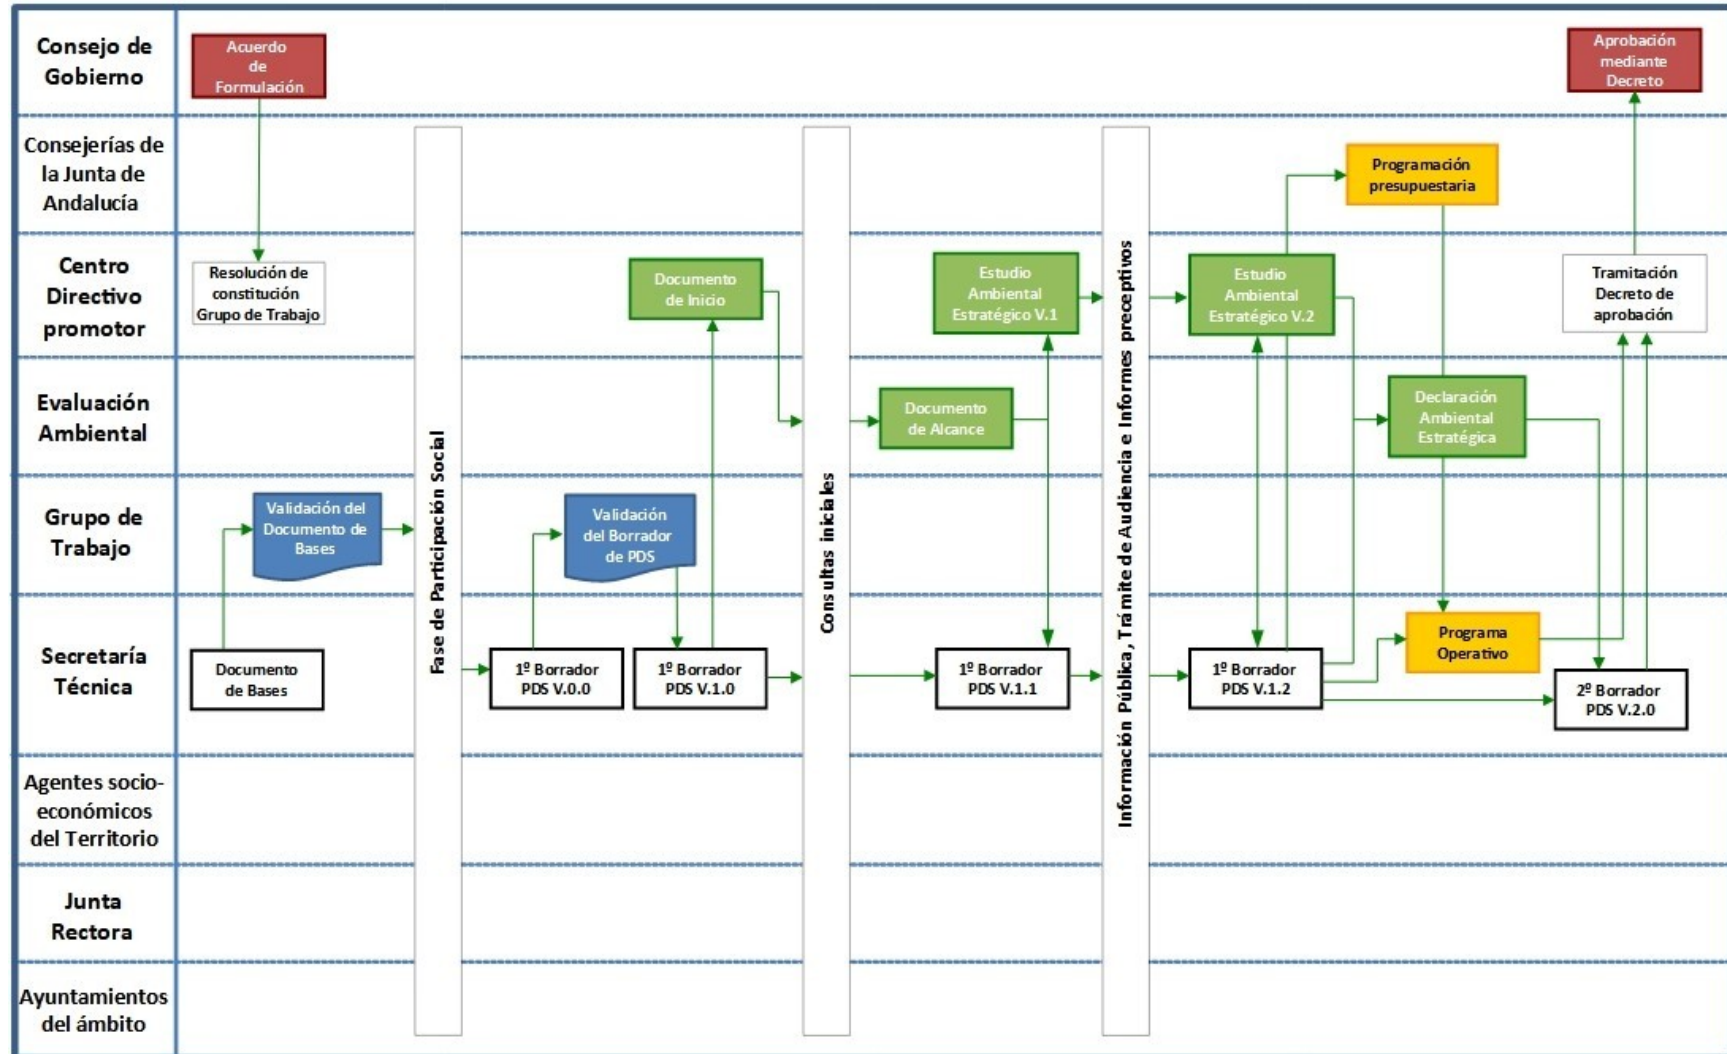 Consejo de
Gobierno
Acuerdo
de
Formulación
Aprobación
mediante
Decreto
Consejerías de
la Junta de
Andalucía
Programación
presupuestaria
Centro
Directivo
promotor
Resolución de
constitución
Grupo de Trabajo
Documento
de Inicio
Estudio
Ambiental
Estratégico V.1
Estudio
Ambiental
Estratégico V.2
Tramitación
Decreto de
aprobación
Evaluación
Ambiental
Documento
de Alcance
Declaración
Ambiental
Estratégica
Grupo de
Trabajo
Validación del
Documento de
Bases
Validación
del Borrador
de PDS
Fase de Participación Social
Consultas iniciales
Información Pública, Trámite de Audiencia e Informes preceptivos
Secretaría
Técnica
Documento
de Bases
1º Borrador
PDS V.0.0
1º Borrador
PDS V.1.0
1º Borrador
PDS V.1.1
1º Borrador
PDS V.1.2
Programa
Operativo
2º Borrador
PDS V.2.0
Agentes socio-
económicos
del Territorio
Junta
Rectora
Ayuntamientos
del ámbito